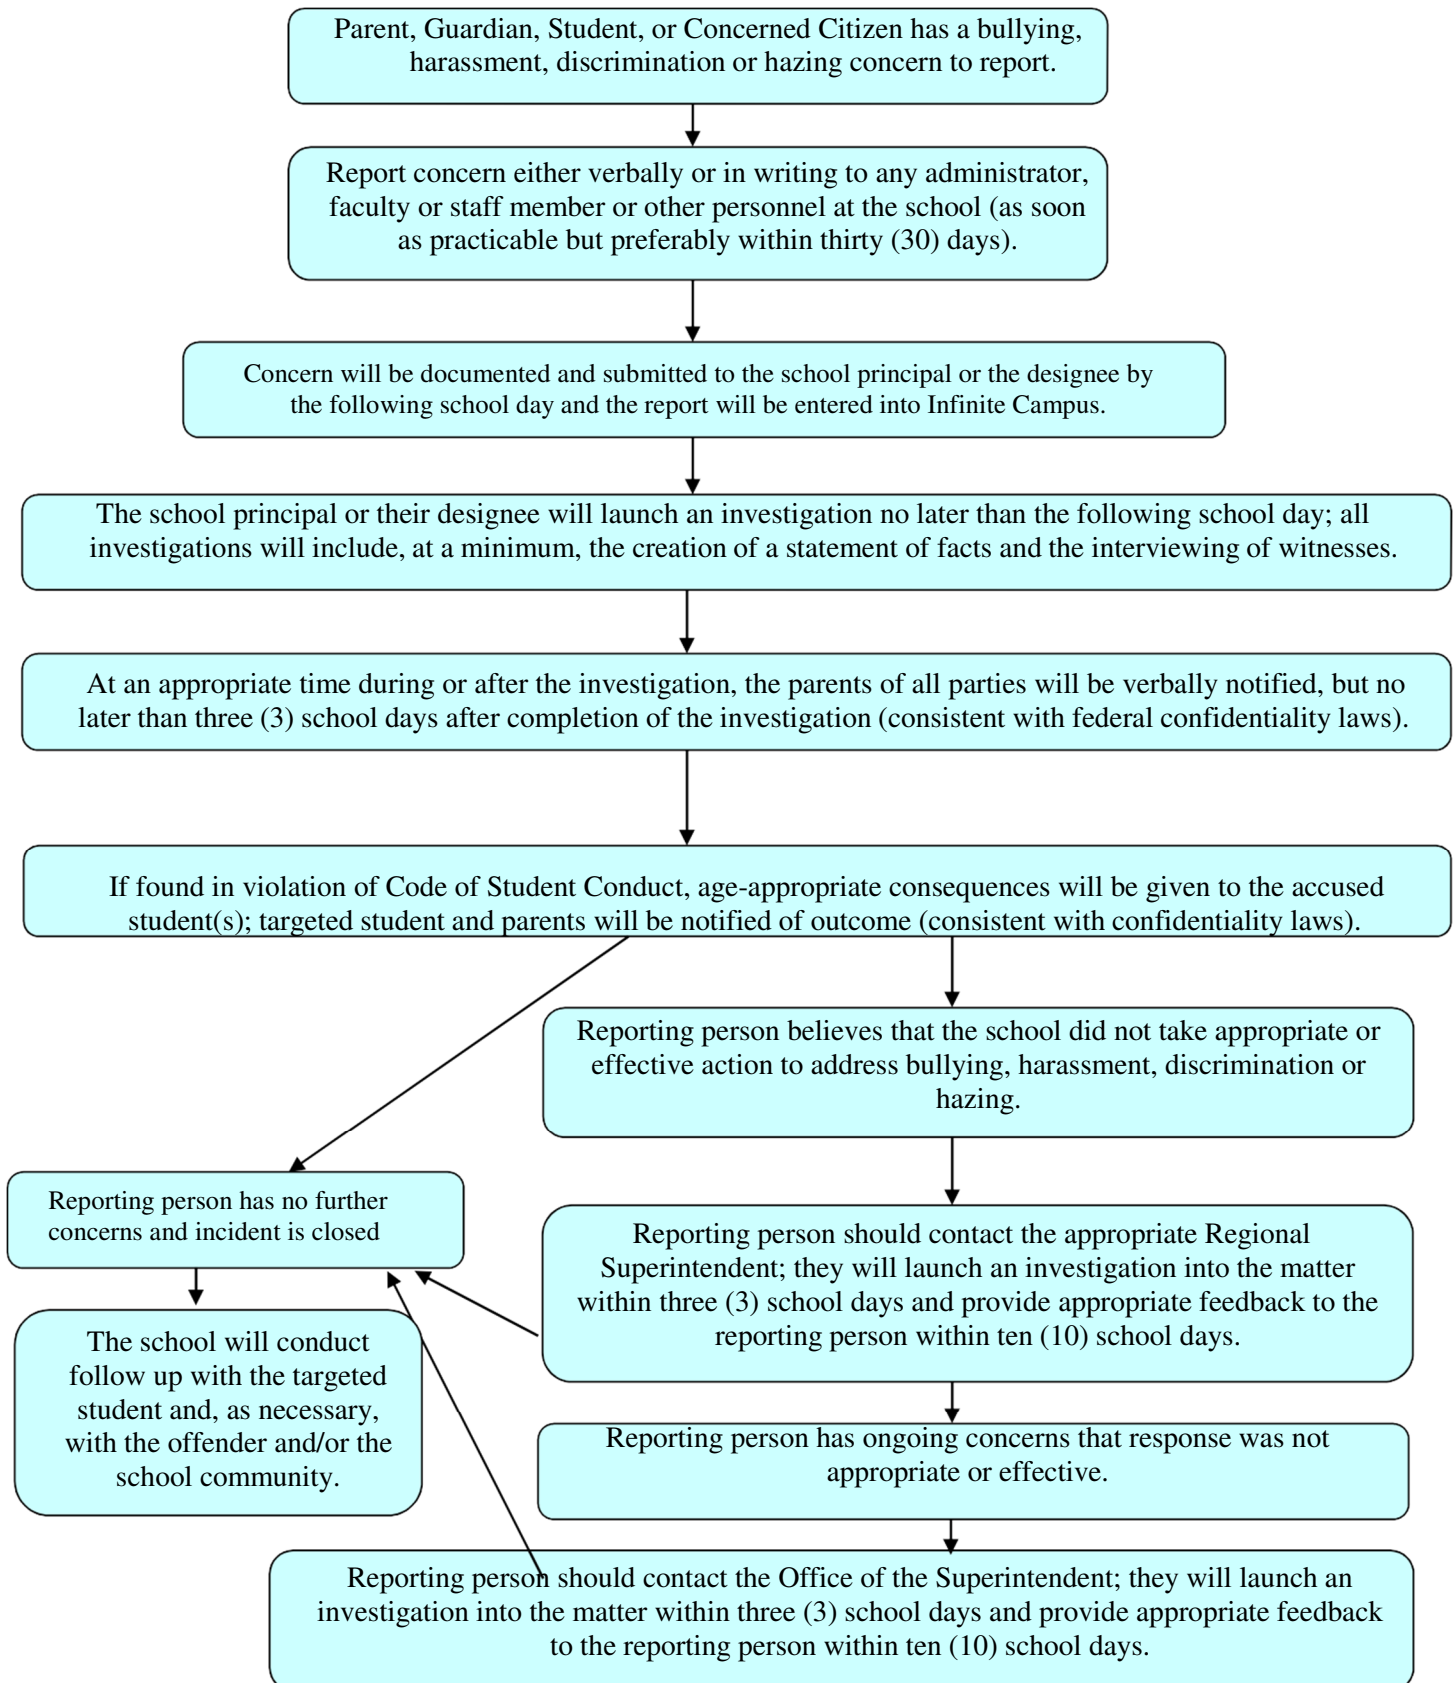 Parent, Guardian, Student, or Concerned Citizen has a bullying,
harassment, discrimination or hazing concern to report.
Report concern either verbally or in writing to any administrator,
faculty or staff member or other personnel at the school (as soon
as practicable but preferably within thirty (30) days).
Concern will be documented and submitted to the school principal or the designee by
the following school day and the report will be entered into Infinite Campus.
The school principal or their designee will launch an investigation no later than the following school day; all
investigations will include, at a minimum, the creation of a statement of facts and the interviewing of witnesses.
At an appropriate time during or after the investigation, the parents of all parties will be verbally notified, but no
later than three (3) school days after completion of the investigation (consistent with federal confidentiality laws).
If found in violation of Code of Student Conduct, age-appropriate consequences will be given to the accused
student(s); targeted student and parents will be notified of outcome (consistent with confidentiality laws).
Reporting person believes that the school did not take appropriate or
effective action to address bullying, harassment, discrimination or
hazing.
Reporting person has no further
concerns and incident is closed
Reporting person should contact the appropriate Regional
Superintendent; they will launch an investigation into the matter
within three (3) school days and provide appropriate feedback to the
reporting person within ten (10) school days.
The school will conduct
follow up with the targeted
student and, as necessary,
with the offender and/or the
school community.
Reporting person has ongoing concerns that response was not
appropriate or effective.
Reporting person should contact the Office of the Superintendent; they will launch an
investigation into the matter within three (3) school days and provide appropriate feedback
to the reporting person within ten (10) school days.